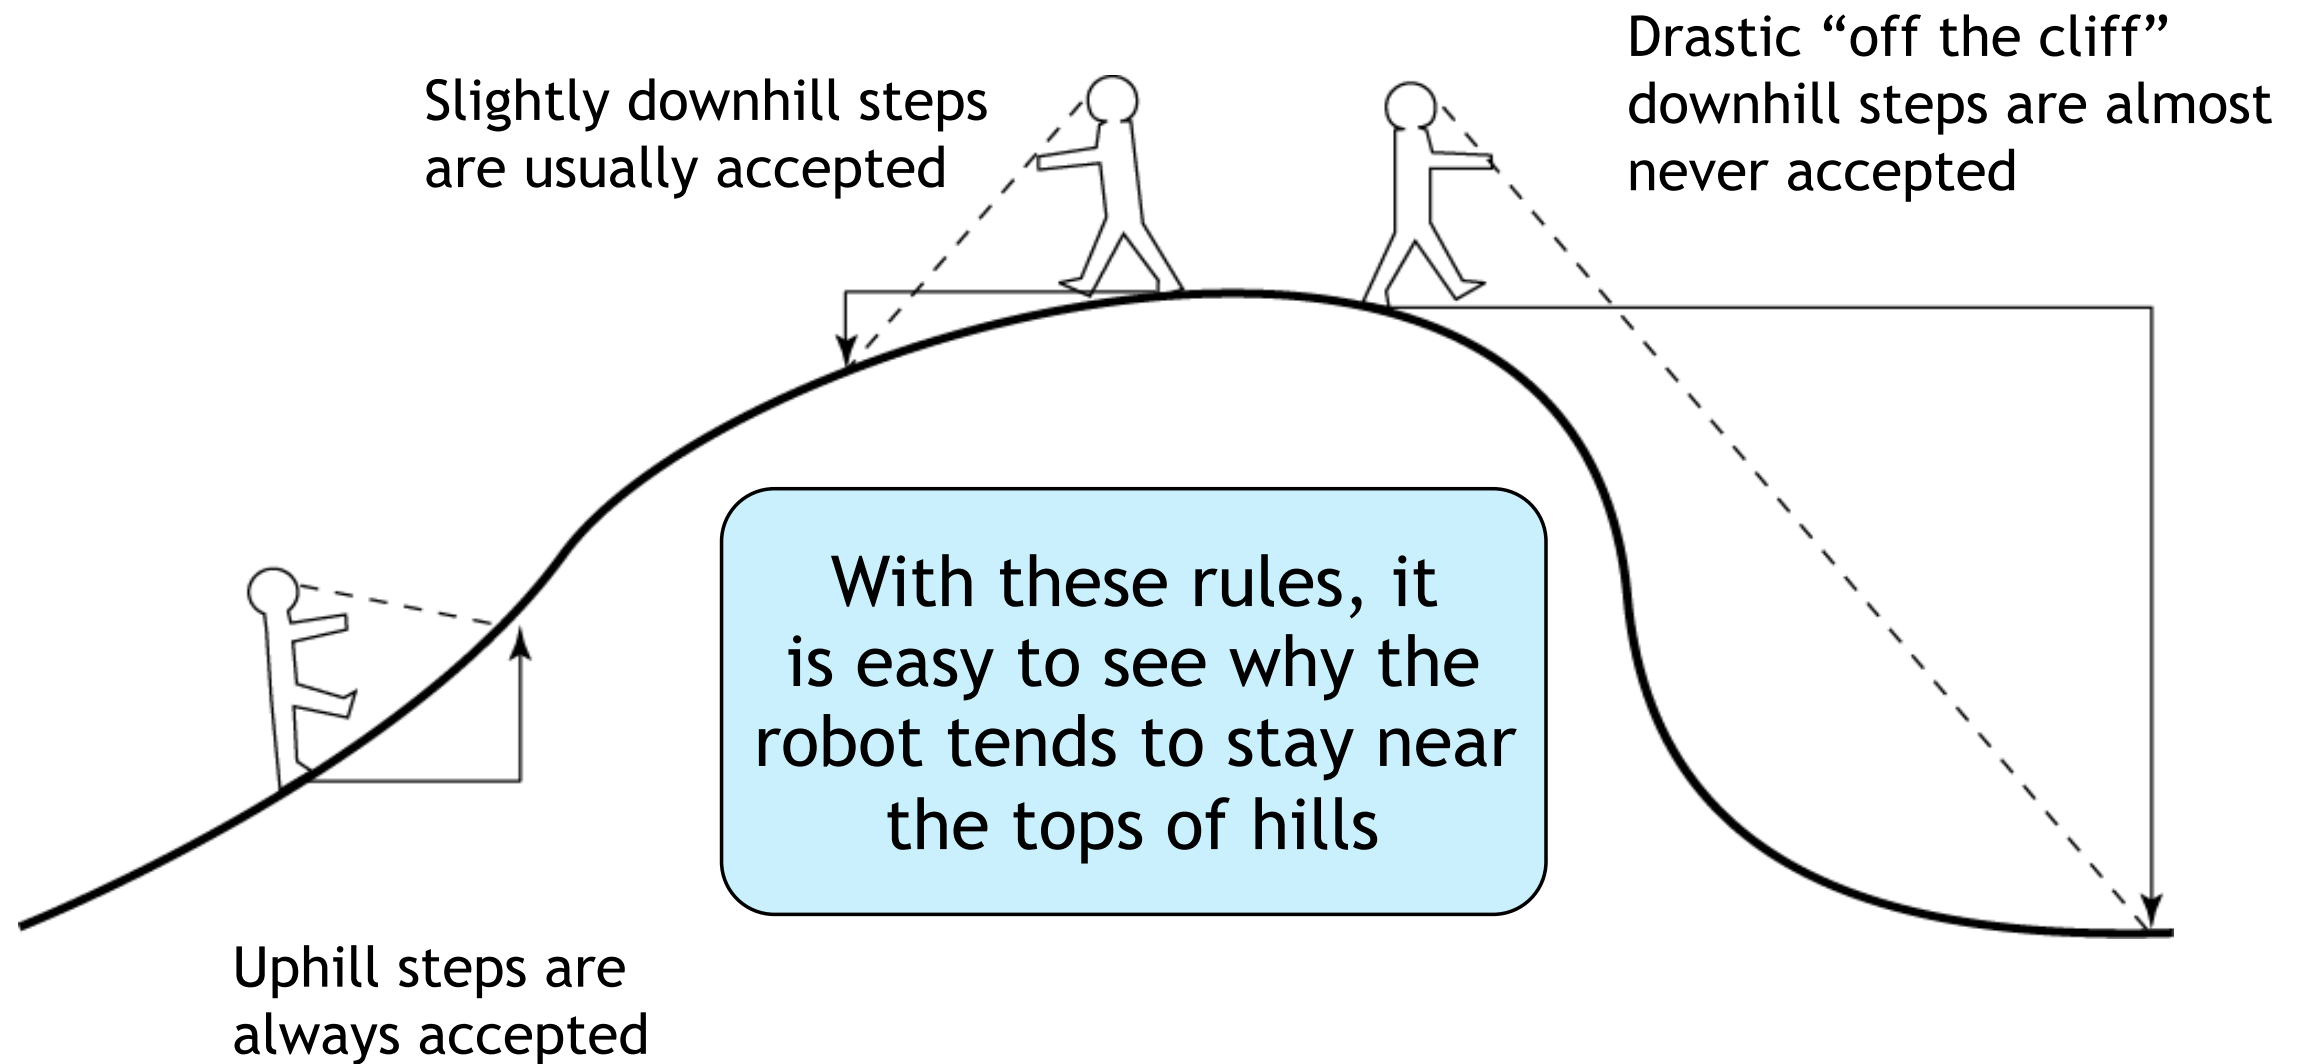 Slightly downhill steps
are usually accepted
Drastic “off the cliff”
downhill steps are almost
never accepted
With these rules, it
is easy to see why the
robot tends to stay near
the tops of hills
Uphill steps are
always accepted